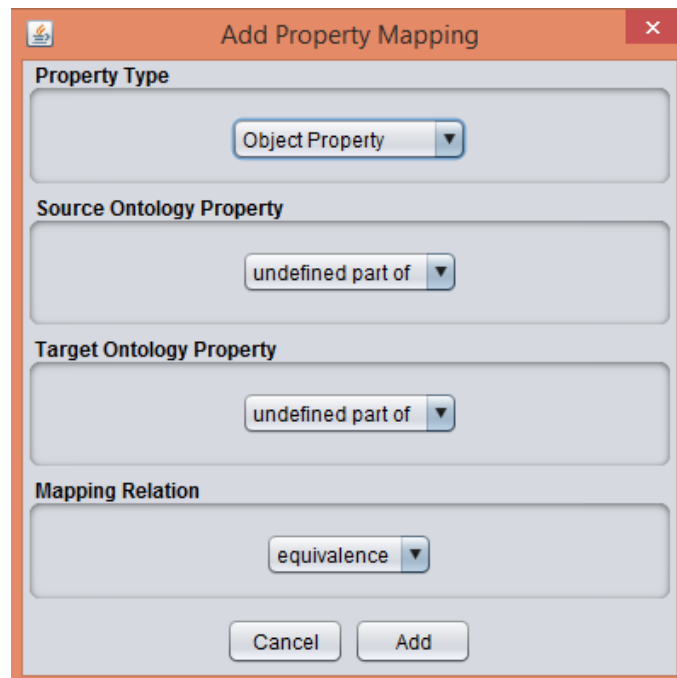 Add Property Mapping
Property Type
Object Property
Source Ontology Property
undefined part of
Target Ontology Property
undefined part of
Mapping Relation
equivalence
Cancel Add